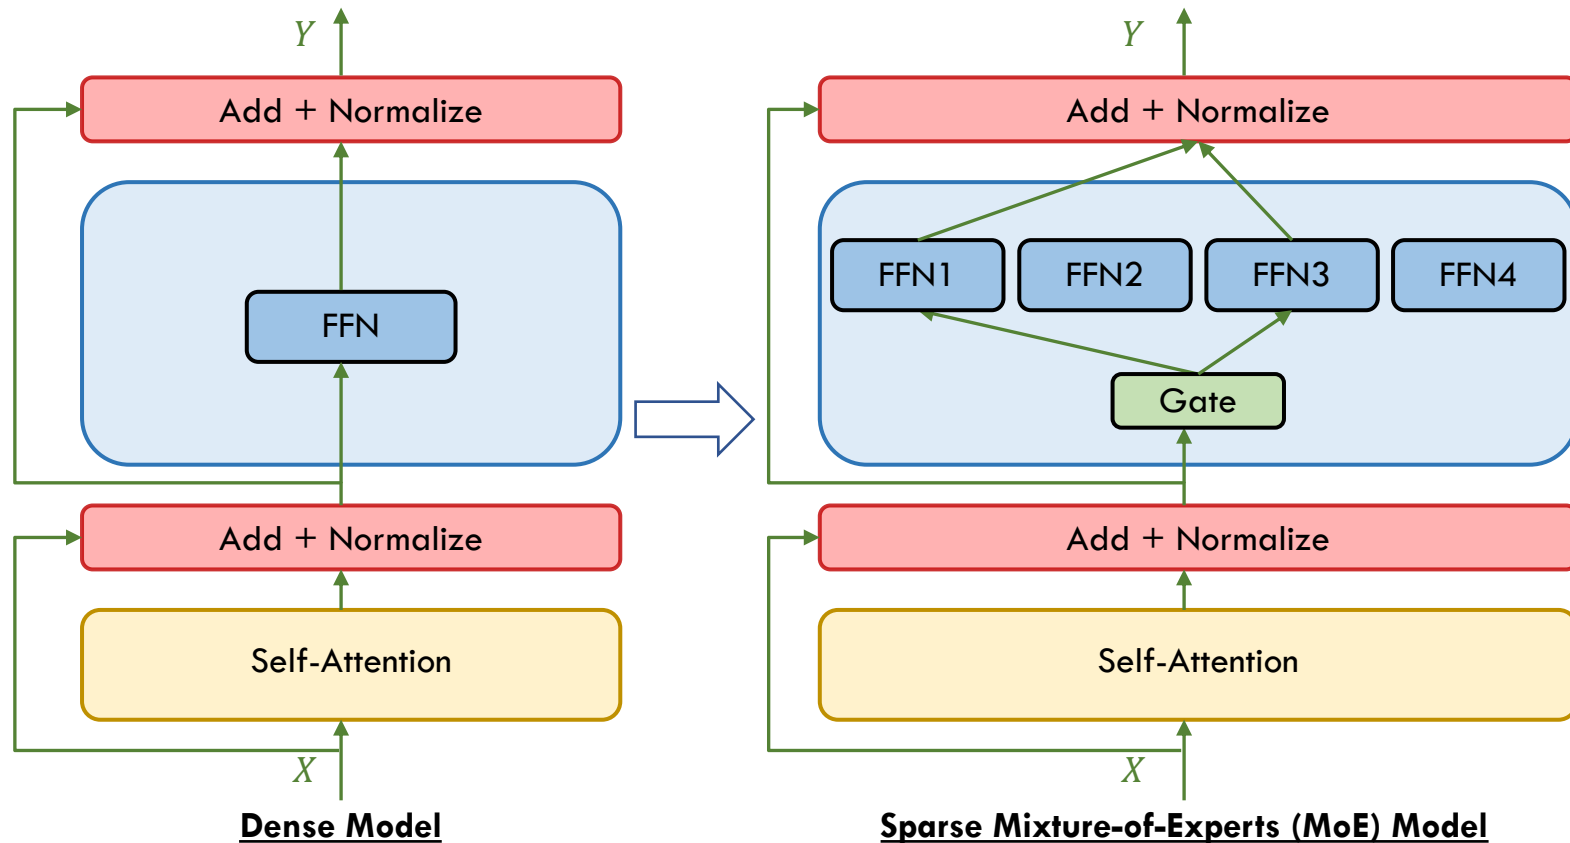 Y
Add + Normalize
FFN
Add + Normalize
Self-Attention
X
Dense Model
Y
Add + Normalize
FFN1
FFN2
FFN3
FFN4
Gate
Add + Normalize
Self-Attention
X
Sparse Mixture-of-Experts (MoE) Model